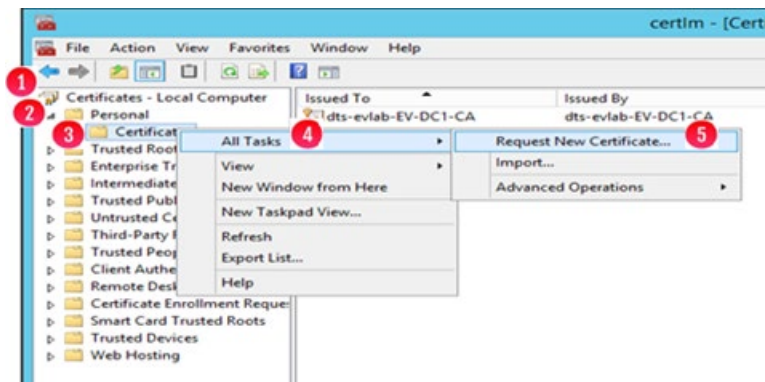 certlm - [Cert
File Action View Favorites Window Help
1
Certificates - Local Computer
Issued To Issued By
2 Personal
dts-evlab-EV-DC1-CA dts-evlab-EV-DC1-CA
3 Certificat
All Tasks 4
Request New Certificate... 5
Trusted Root
Import...
Enterprise Tr
View
Intermediate
New Window from Here
Advanced Operations
Trusted Publ
New Taskpad View...
Untrusted Ce
Third-Party F
Refresh
Trusted Peop
Export List...
Client Authe
Help
Remote Desk
Certificate Enrollment Reque
Smart Card Trusted Roots
Trusted Devices
Web Hosting